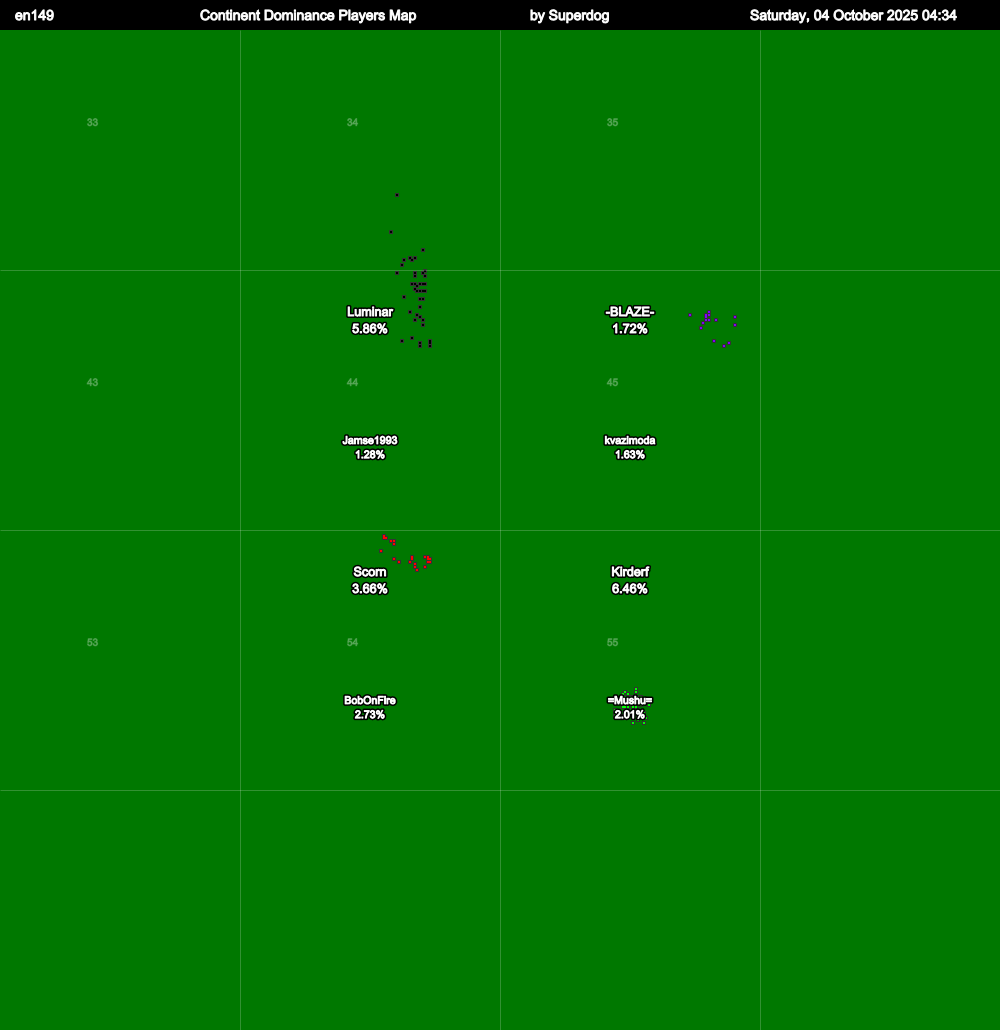 en149 Continent Dominance Players Map by Superdog Saturday, 04 October 2025 04:34
33 34 35
Luminar -BLAZE-
5.86% 1.72%
43 44 45
Jamse1993 kvazimoda
1.28% 1.63%
Scorn Kirderf
3.66% 6.46%
53 54 55
BobOnFire =Mushu=
2.73% 2.01%